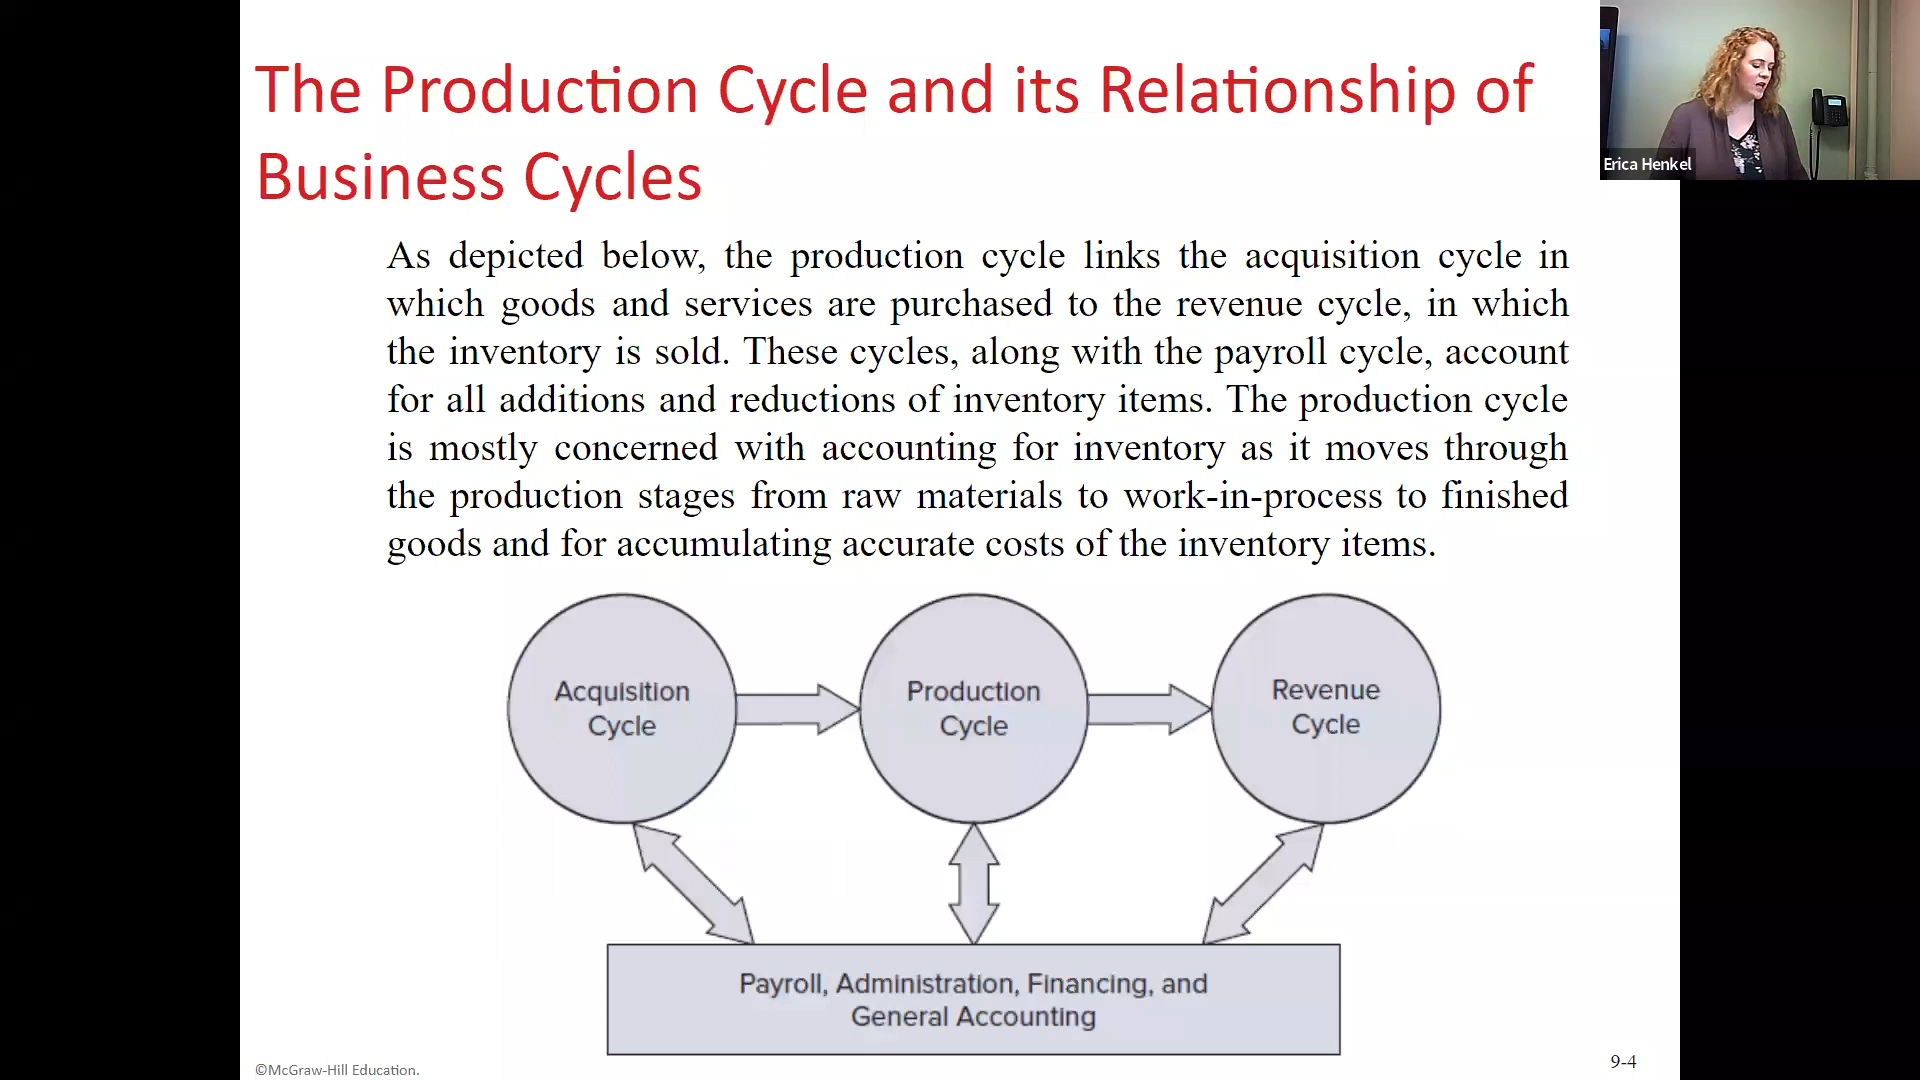 The Production Cycle and its Relationship of
Business Cycles
Erica Henkel
As depicted below, the production cycle links the acquisition cycle in
which goods and services are purchased to the revenue cycle, in which
the inventory is sold. These cycles, along with the payroll cycle, account
for all additions and reductions of inventory items. The production cycle
is mostly concerned with accounting for inventory as it moves through
the production stages from raw materials to work-in-process to finished
goods and for accumulating accurate costs of the inventory items.
Acquisition
Cycle
Production
Cycle
Revenue
Cycle
Payroll, Administration, Financing, and
General Accounting
©McGraw-Hill Education.
9-4